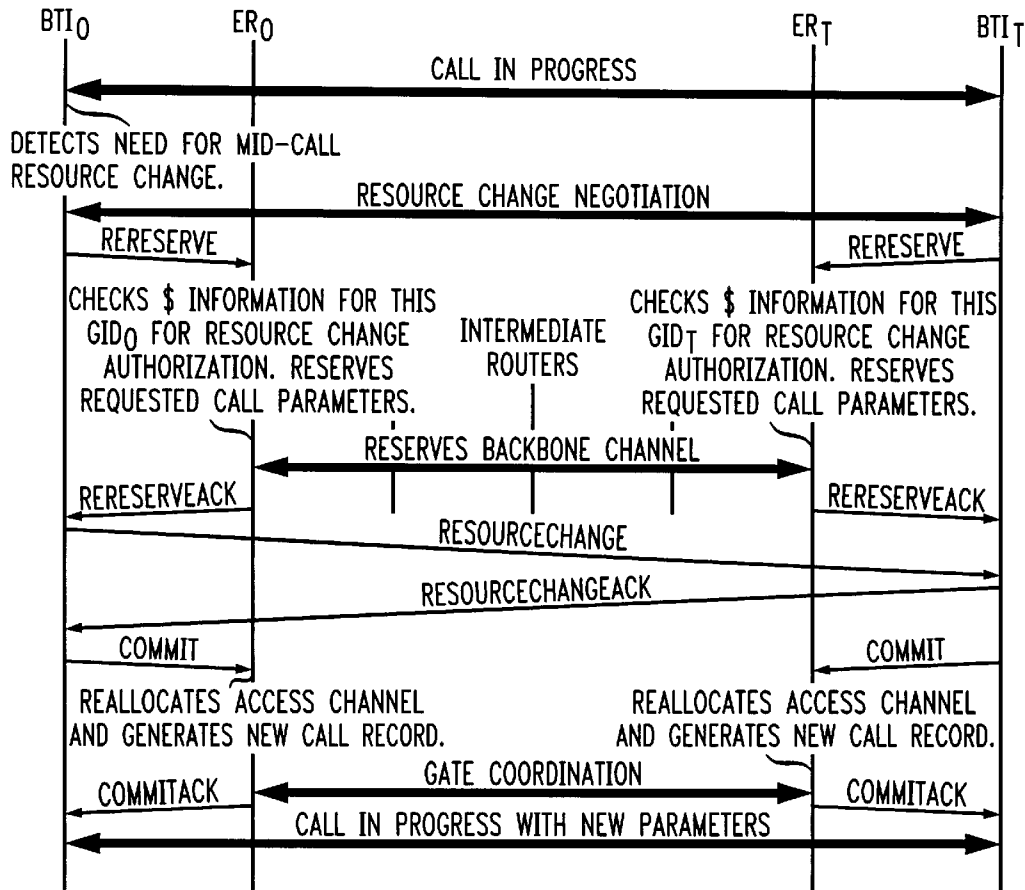 BTIO ERO ERT BTIT
CALL IN PROGRESS
DETECTS NEED FOR MID-CALL
RESOURCE CHANGE.
RESOURCE CHANGE NEGOTIATION
RERESERVE RERESERVE
CHECKS $ INFORMATION FOR THIS
GIDO FOR RESOURCE CHANGE
AUTHORIZATION. RESERVES
REQUESTED CALL PARAMETERS.
INTERMEDIATE
ROUTERS
CHECKS $ INFORMATION FOR THIS
GIDT FOR RESOURCE CHANGE
AUTHORIZATION. RESERVES
REQUESTED CALL PARAMETERS.
RESERVES BACKBONE CHANNEL
RERESERVEACK RERESERVEACK
RESOURCECHANGE
RESOURCECHANGEACK
COMMIT COMMIT
REALLOCATES ACCESS CHANNEL
AND GENERATES NEW CALL RECORD.
REALLOCATES ACCESS CHANNEL
AND GENERATES NEW CALL RECORD.
GATE COORDINATION
COMMITACK COMMITACK
CALL IN PROGRESS WITH NEW PARAMETERS